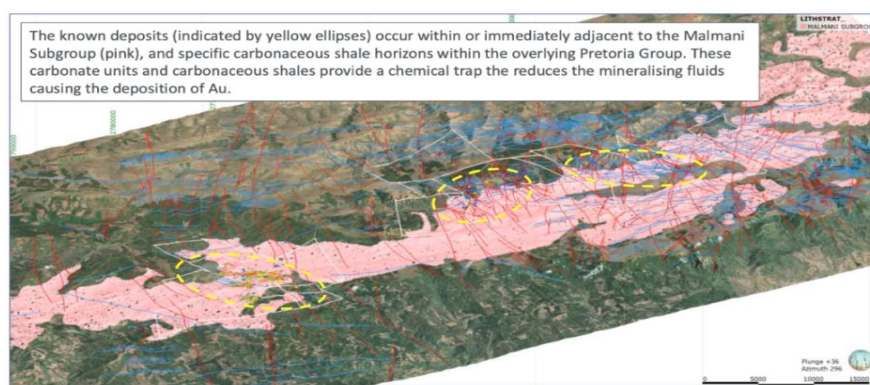 LITHSTRAT_
MALMANI SUBGROU
The known deposits (indicated by yellow ellipses) occur within or immediately adjacent to the Malmani
Subgroup (pink), and specific carbonaceous shale horizons within the overlying Pretoria Group. These
carbonate units and carbonaceous shales provide a chemical trap the reduces the mineralising fluids
causing the deposition of Au.
Plunge +36
Azimuth 296
0 5000 10000 15000